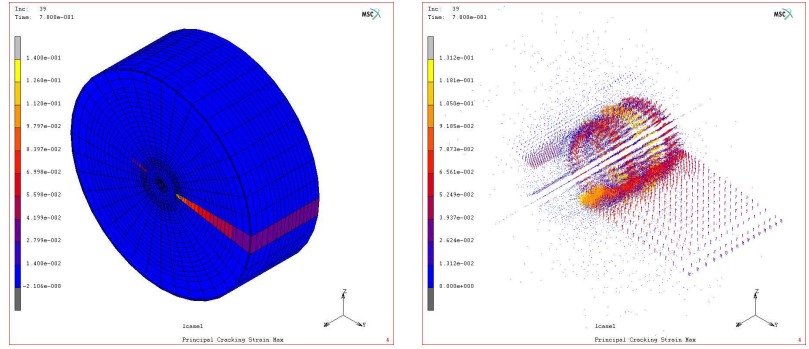 Inc: 39
Time: 7.800e-001
MSC
1.400e-001
1.260e-001
1.120e-001
9.797e-002
8.397e-002
6.998e-002
5.598e-002
4.199e-002
2.799e-002
1.400e-002
-2.106e-008
Z
X
Y
lcase1
Principal Cracking Strain Max
Inc: 39
Time: 7.800e-001
MSC
1.312e-001
1.181e-001
1.050e-001
9.185e-002
7.873e-002
6.561e-002
5.249e-002
3.937e-002
2.624e-002
1.312e-002
0.000e+000
Z
X
Y
lcase1
Principal Cracking Strain Max